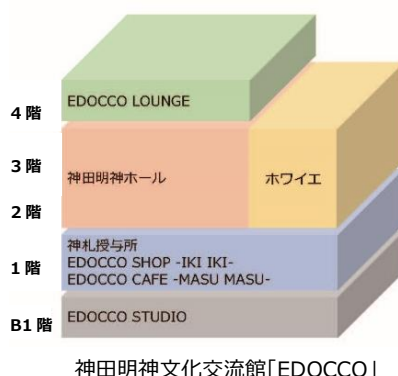 4階
EDOCCO LOUNGE
3階
神田明神ホール
ホワイエ
2階
1階
神札授与所
EDOCCO SHOP -IKI IKI-
EDOCCO CAFE -MASU MASU-
B1階
EDOCCO STUDIO
神田明神文化交流館「EDOCCO」